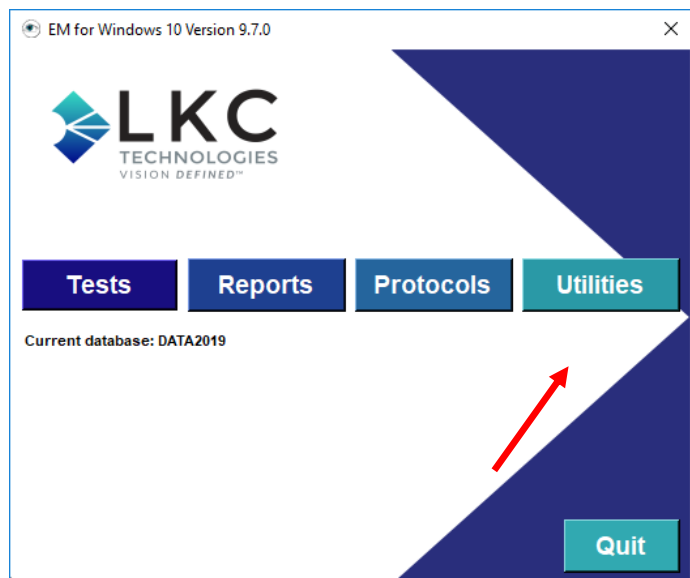 EM for Windows 10 Version 9.7.0
LKC
TECHNOLOGIES
VISION DEFINED™
Tests Reports Protocols Utilities
Current database: DATA2019
Quit